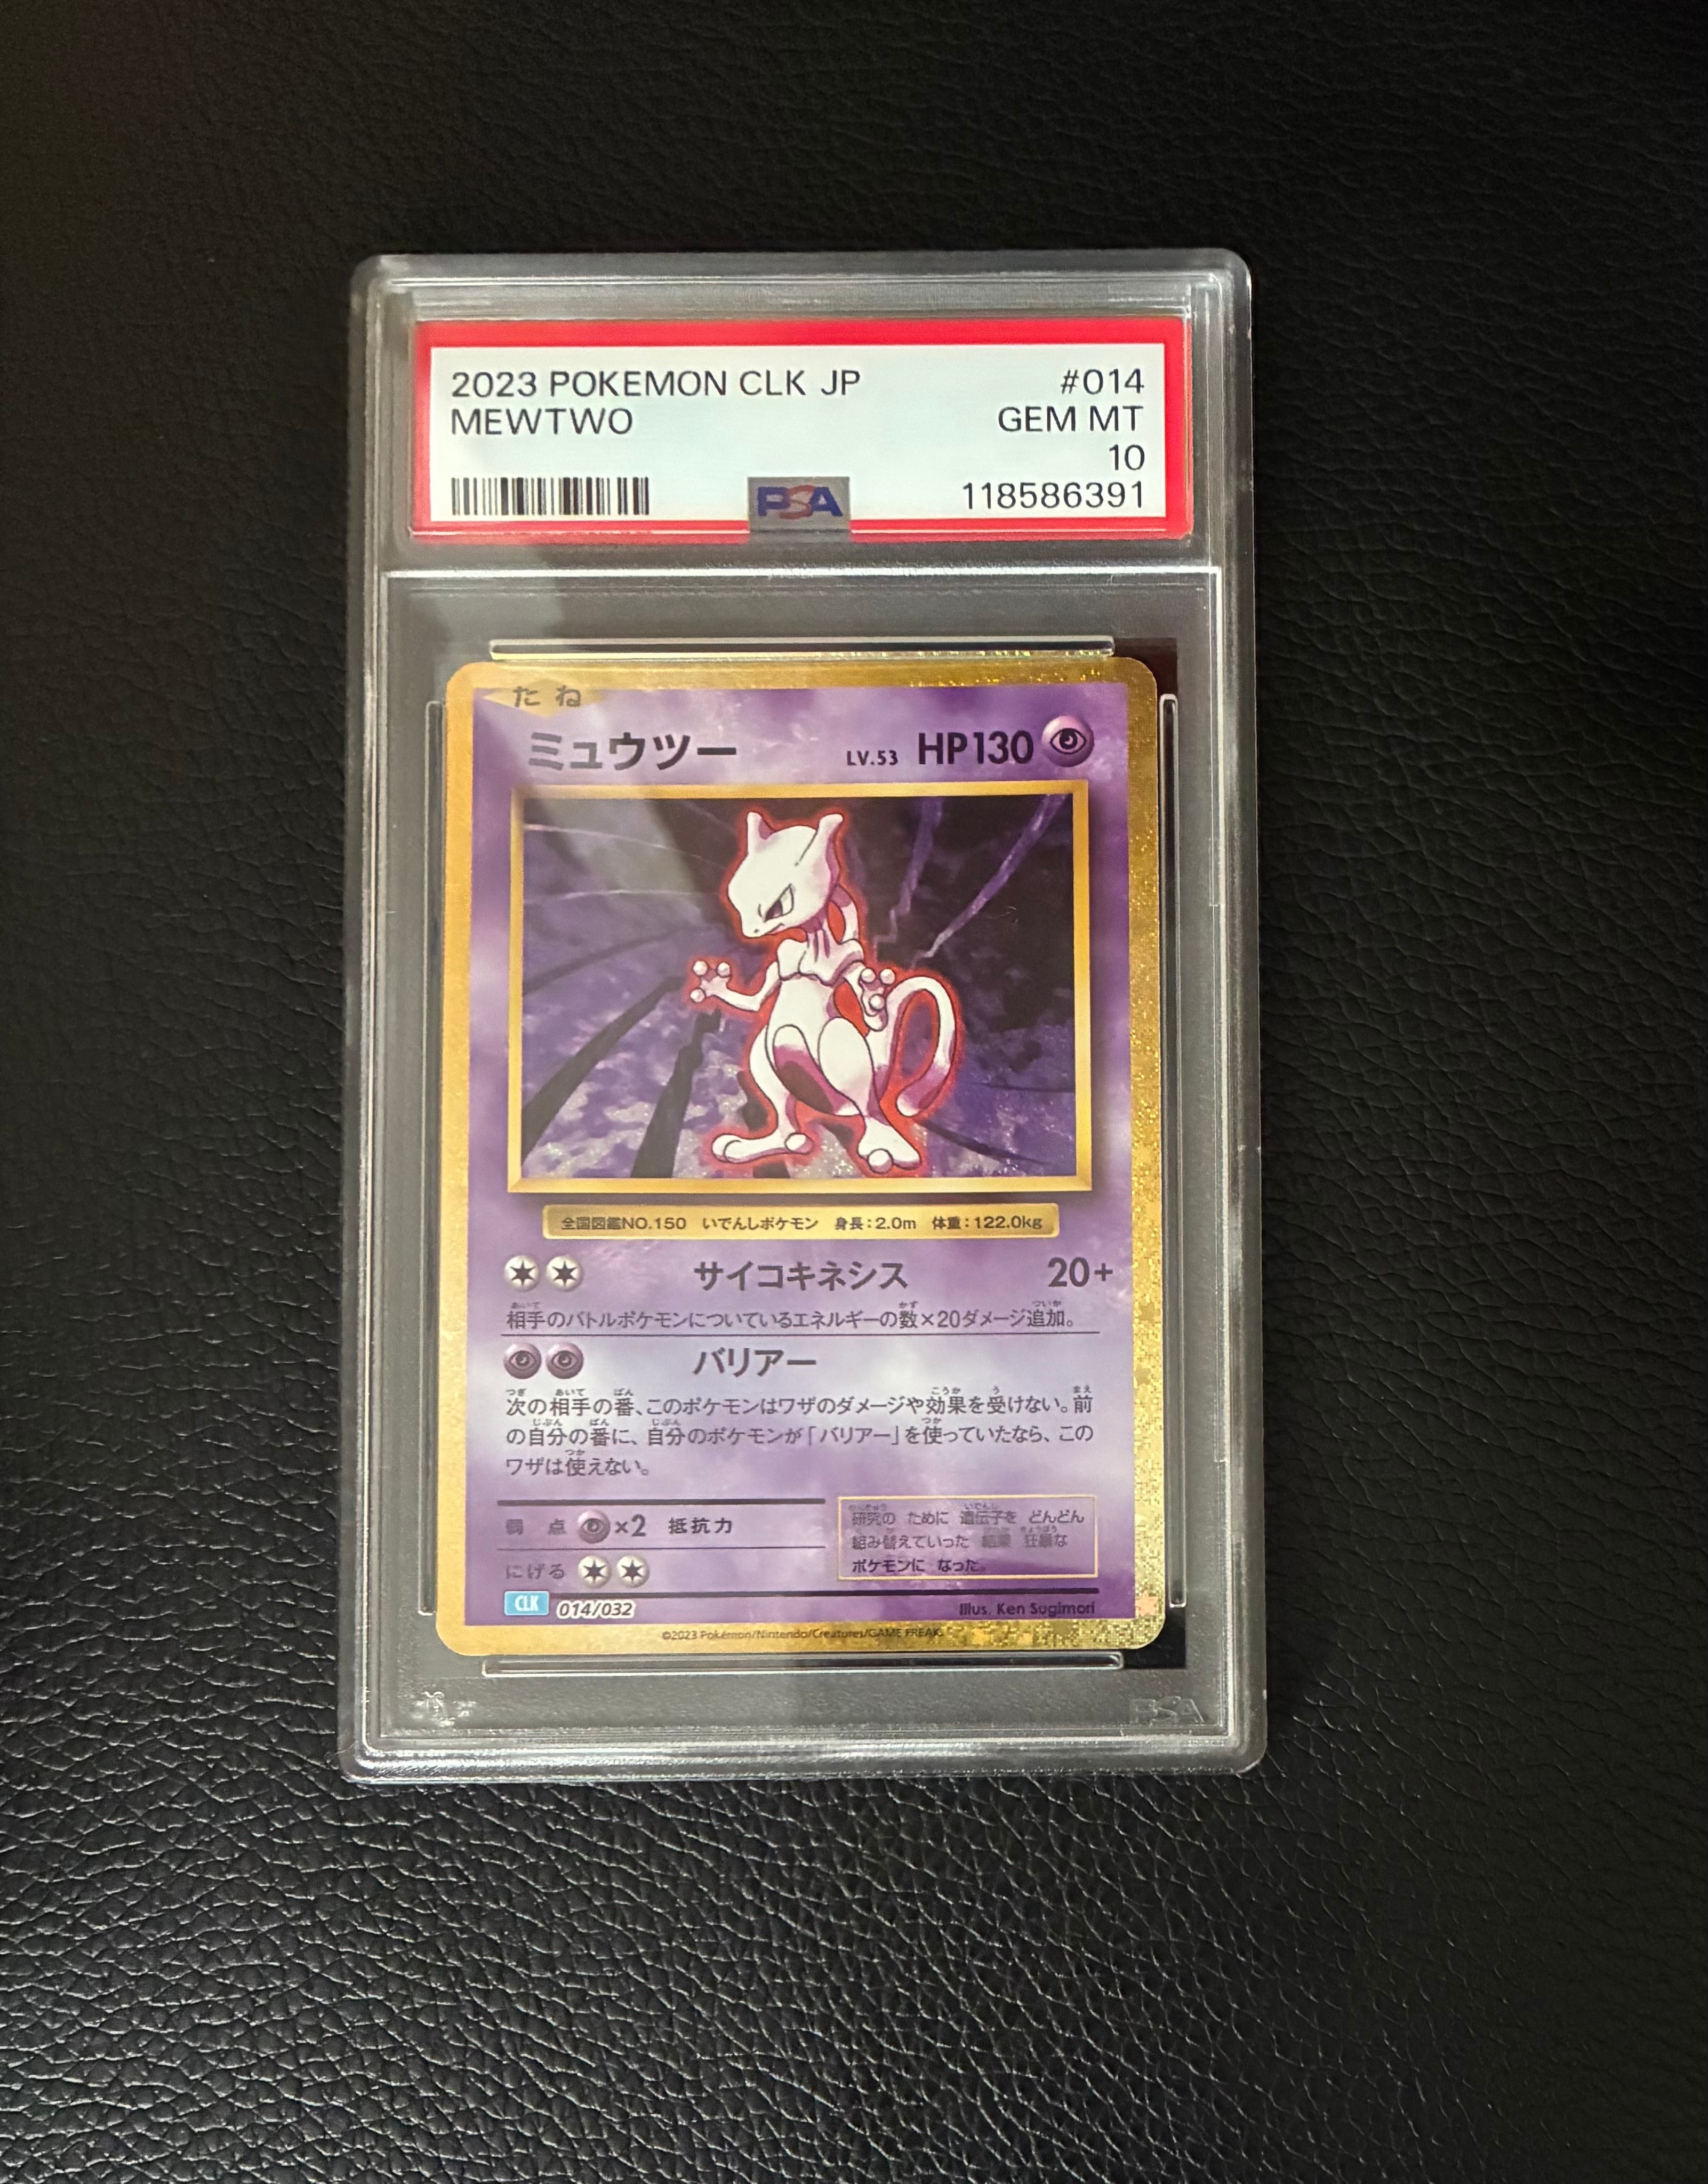 2023 POKEMON CLK JP #014
MEWTWO GEM MT
10
PSA 118586391
たね
ミュウツー LV.53 HP130
全国図鑑NO.150 いでんしポケモン 身長:2.0m 体重:122.0kg
サイコキネシス 20+
相手のバトルポケモンについているエネルギーの数×20ダメージ追加。
バリアー
次の相手の番、このポケモンはワザのダメージや効果を受けない。前
の自分の番に、自分のポケモンが「バリアー」を使っていたなら、この
ワザは使えない。
弱点 ×2 抵抗力
にげる
研究の ために 遺伝子を どんどん
組み替えていった 結果 狂暴な
ポケモンに なった。
CLK 014/032 Illus. Ken Sugimori
©2023 Pokémon/Nintendo/Creatures/GAME FREAK
PSA